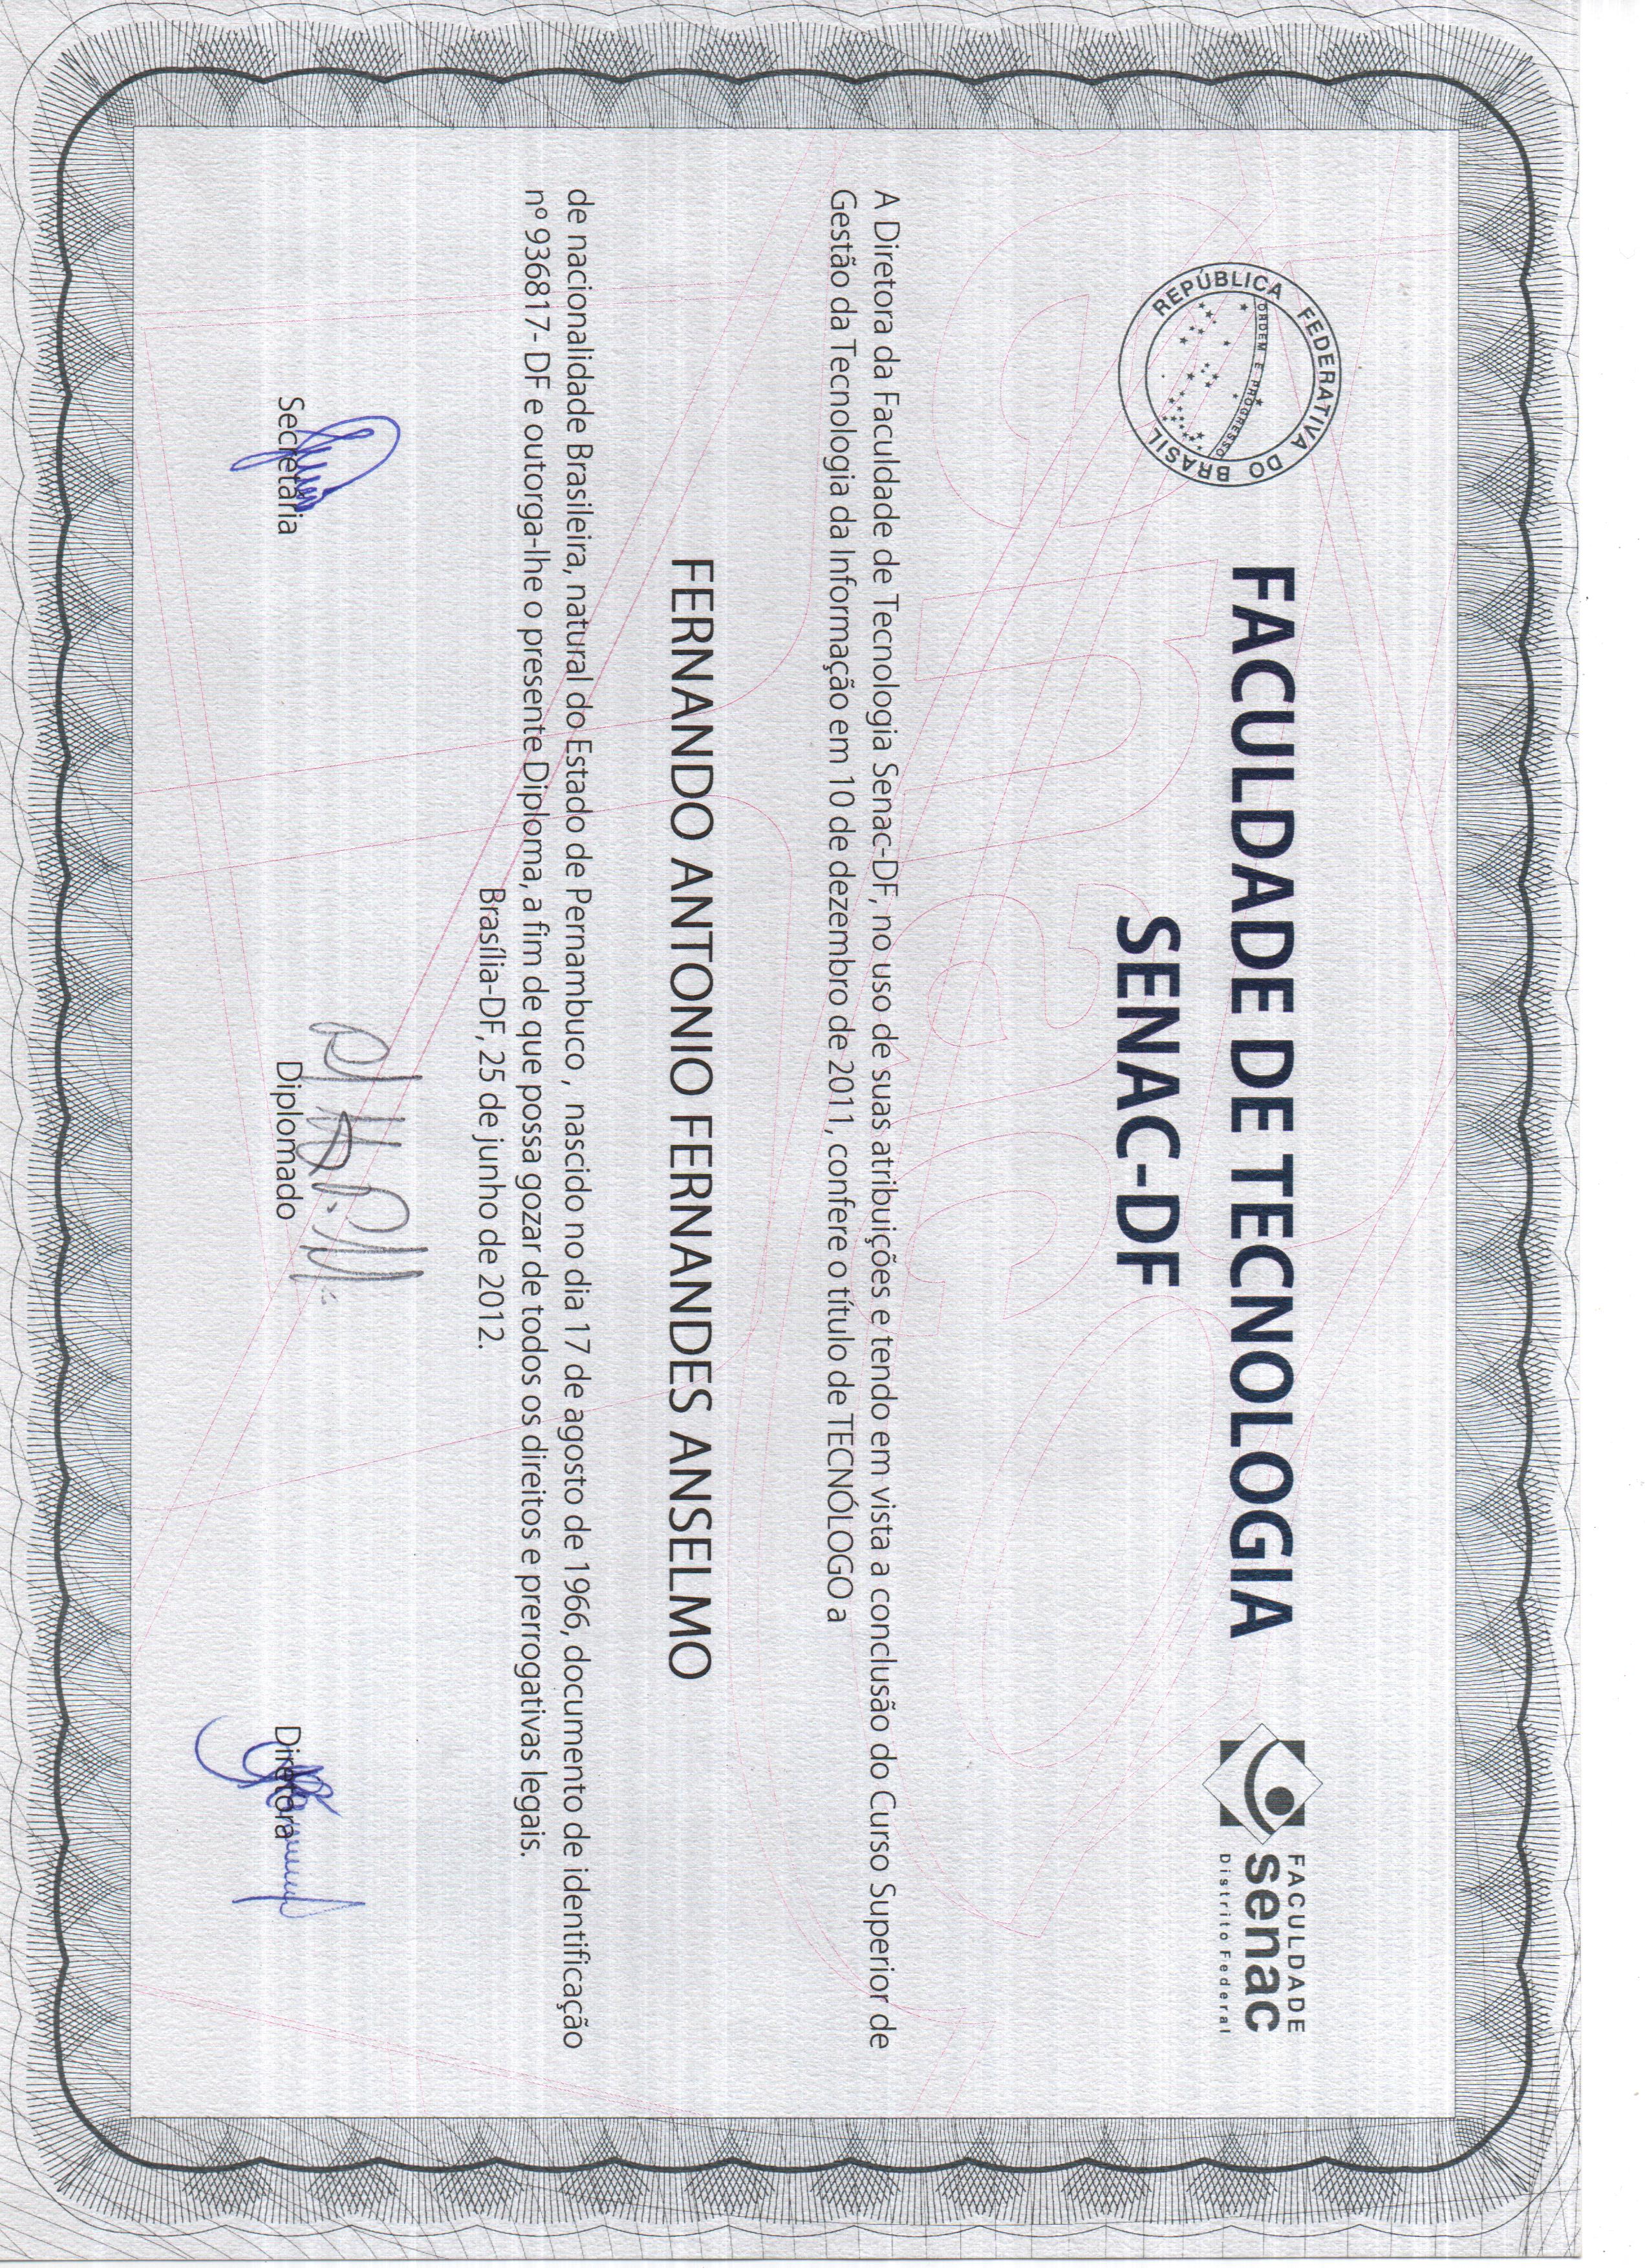 REPÚBLICA FEDERATIVA DO BRASIL
ORDEM E PROGRESSO
FACULDADE DE TECNOLOGIA
SENAC-DF
FACULDADE
senac
Distrito Federal
A Diretora da Faculdade de Tecnologia Senac-DF, no uso de suas atribuições e tendo em vista a conclusão do Curso Superior de
Gestão da Tecnologia da Informação em 10 de dezembro de 2011, confere o título de TECNÓLOGO a
FERNANDO ANTONIO FERNANDES ANSELMO
de nacionalidade Brasileira, natural do Estado de Pernambuco , nascido no dia 17 de agosto de 1966, documento de identificação
nº 936817- DF e outorga-lhe o presente Diploma, a fim de que possa gozar de todos os direitos e prerrogativas legais.
Brasília-DF, 25 de junho de 2012.
Secretaria
Diplomado
Diretora